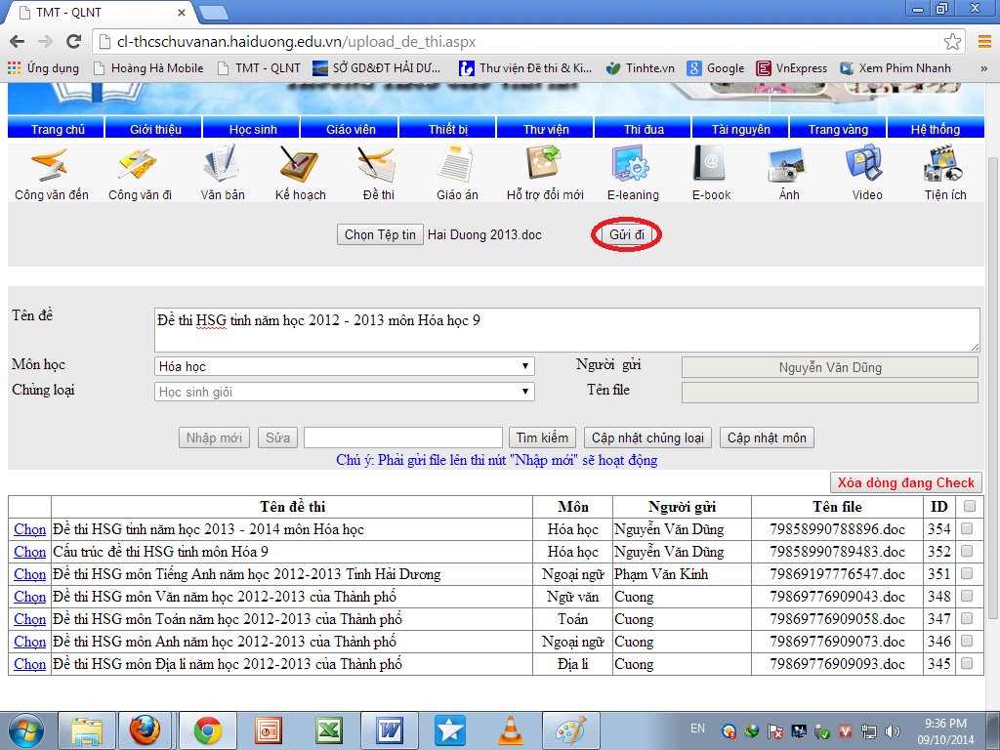 TMT - QLNT
cl-thcschuvanan.haiduong.edu.vn/upload_de_thi.aspx
Ứng dụng Hoàng Hà Mobile TMT - QLNT SỞ GD&ĐT HẢI DƯ... Thư viện Đề thi & Ki... Tinhte.vn Google VnExpress Xem Phim Nhanh »
Trang chủ Giới thiệu Học sinh Giáo viên Thiết bị Thư viện Thi đua Tài nguyên Trang vàng Hệ thống
Công văn đến Công văn đi Văn bản Kế hoạch Đề thi Giáo án Hỗ trợ đổi mới E-leaning E-book Ảnh Video Tiện ích
Chọn Tệp tin Hai Duong 2013.doc Gửi đi
Tên đề Đề thi HSG tỉnh năm học 2012 - 2013 môn Hóa học 9
Môn học Hóa học Người gửi Nguyễn Văn Dũng
Chủng loại Học sinh giỏi Tên file
Nhập mới Sửa Tìm kiếm Cập nhật chủng loại Cập nhật môn
Chú ý: Phải gửi file lên thì nút "Nhập mới" sẽ hoạt động
Xóa dòng đang Check
Tên đề thi Môn Người gửi Tên file ID
Chọn Đề thi HSG tỉnh năm học 2013 - 2014 môn Hóa học Hóa học Nguyễn Văn Dũng 79858990788896.doc 354
Chọn Cấu trúc đề thi HSG tỉnh môn Hóa 9 Hóa học Nguyễn Văn Dũng 79858990789483.doc 352
Chọn Đề thi HSG môn Tiếng Anh năm học 2012-2013 Tỉnh Hải Dương Ngoại ngữ Phạm Văn Kính 79869197776547.doc 351
Chọn Đề thi HSG môn Văn năm học 2012-2013 của Thành phố Ngữ văn Cuong 79869776909043.doc 348
Chọn Đề thi HSG môn Toán năm học 2012-2013 của Thành phố Toán Cuong 79869776909058.doc 347
Chọn Đề thi HSG môn Anh năm học 2012-2013 của Thành phố Ngoại ngữ Cuong 79869776909073.doc 346
Chọn Đề thi HSG môn Địa lí năm học 2012-2013 của Thành phố Địa lí Cuong 79869776909093.doc 345
EN 9:36 PM
09/10/2014